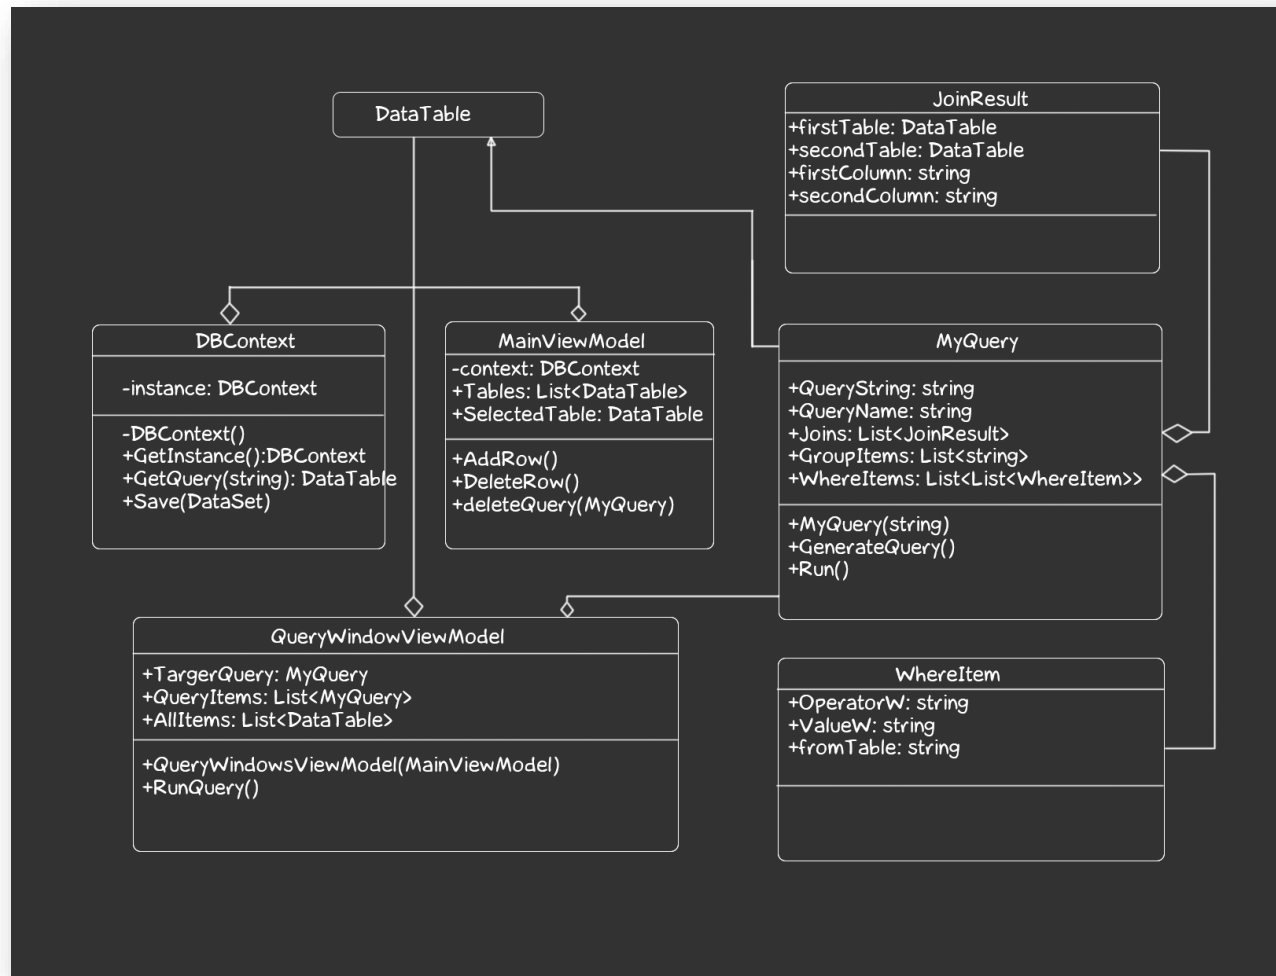 DataTable
JoinResult
+firstTable: DataTable
+secondTable: DataTable
+firstColumn: string
+secondColumn: string
DBContext
-instance: DBContext
-DBContext()
+GetInstance():DBContext
+GetQuery(string): DataTable
+Save(DataSet)
MainViewModel
-context: DBContext
+Tables: List<DataTable>
+SelectedTable: DataTable
+AddRow()
+DeleteRow()
+deleteQuery(MyQuery)
MyQuery
+QueryString: string
+QueryName: string
+Joins: List<JoinResult>
+GroupItems: List<string>
+WhereItems: List<List<WhereItem>>
+MyQuery(string)
+GenerateQuery()
+Run()
QueryWindowViewModel
+TargerQuery: MyQuery
+QueryItems: List<MyQuery>
+AllItems: List<DataTable>
+QueryWindowsViewModel(MainViewModel)
+RunQuery()
WhereItem
+OperatorW: string
+ValueW: string
+fromTable: string